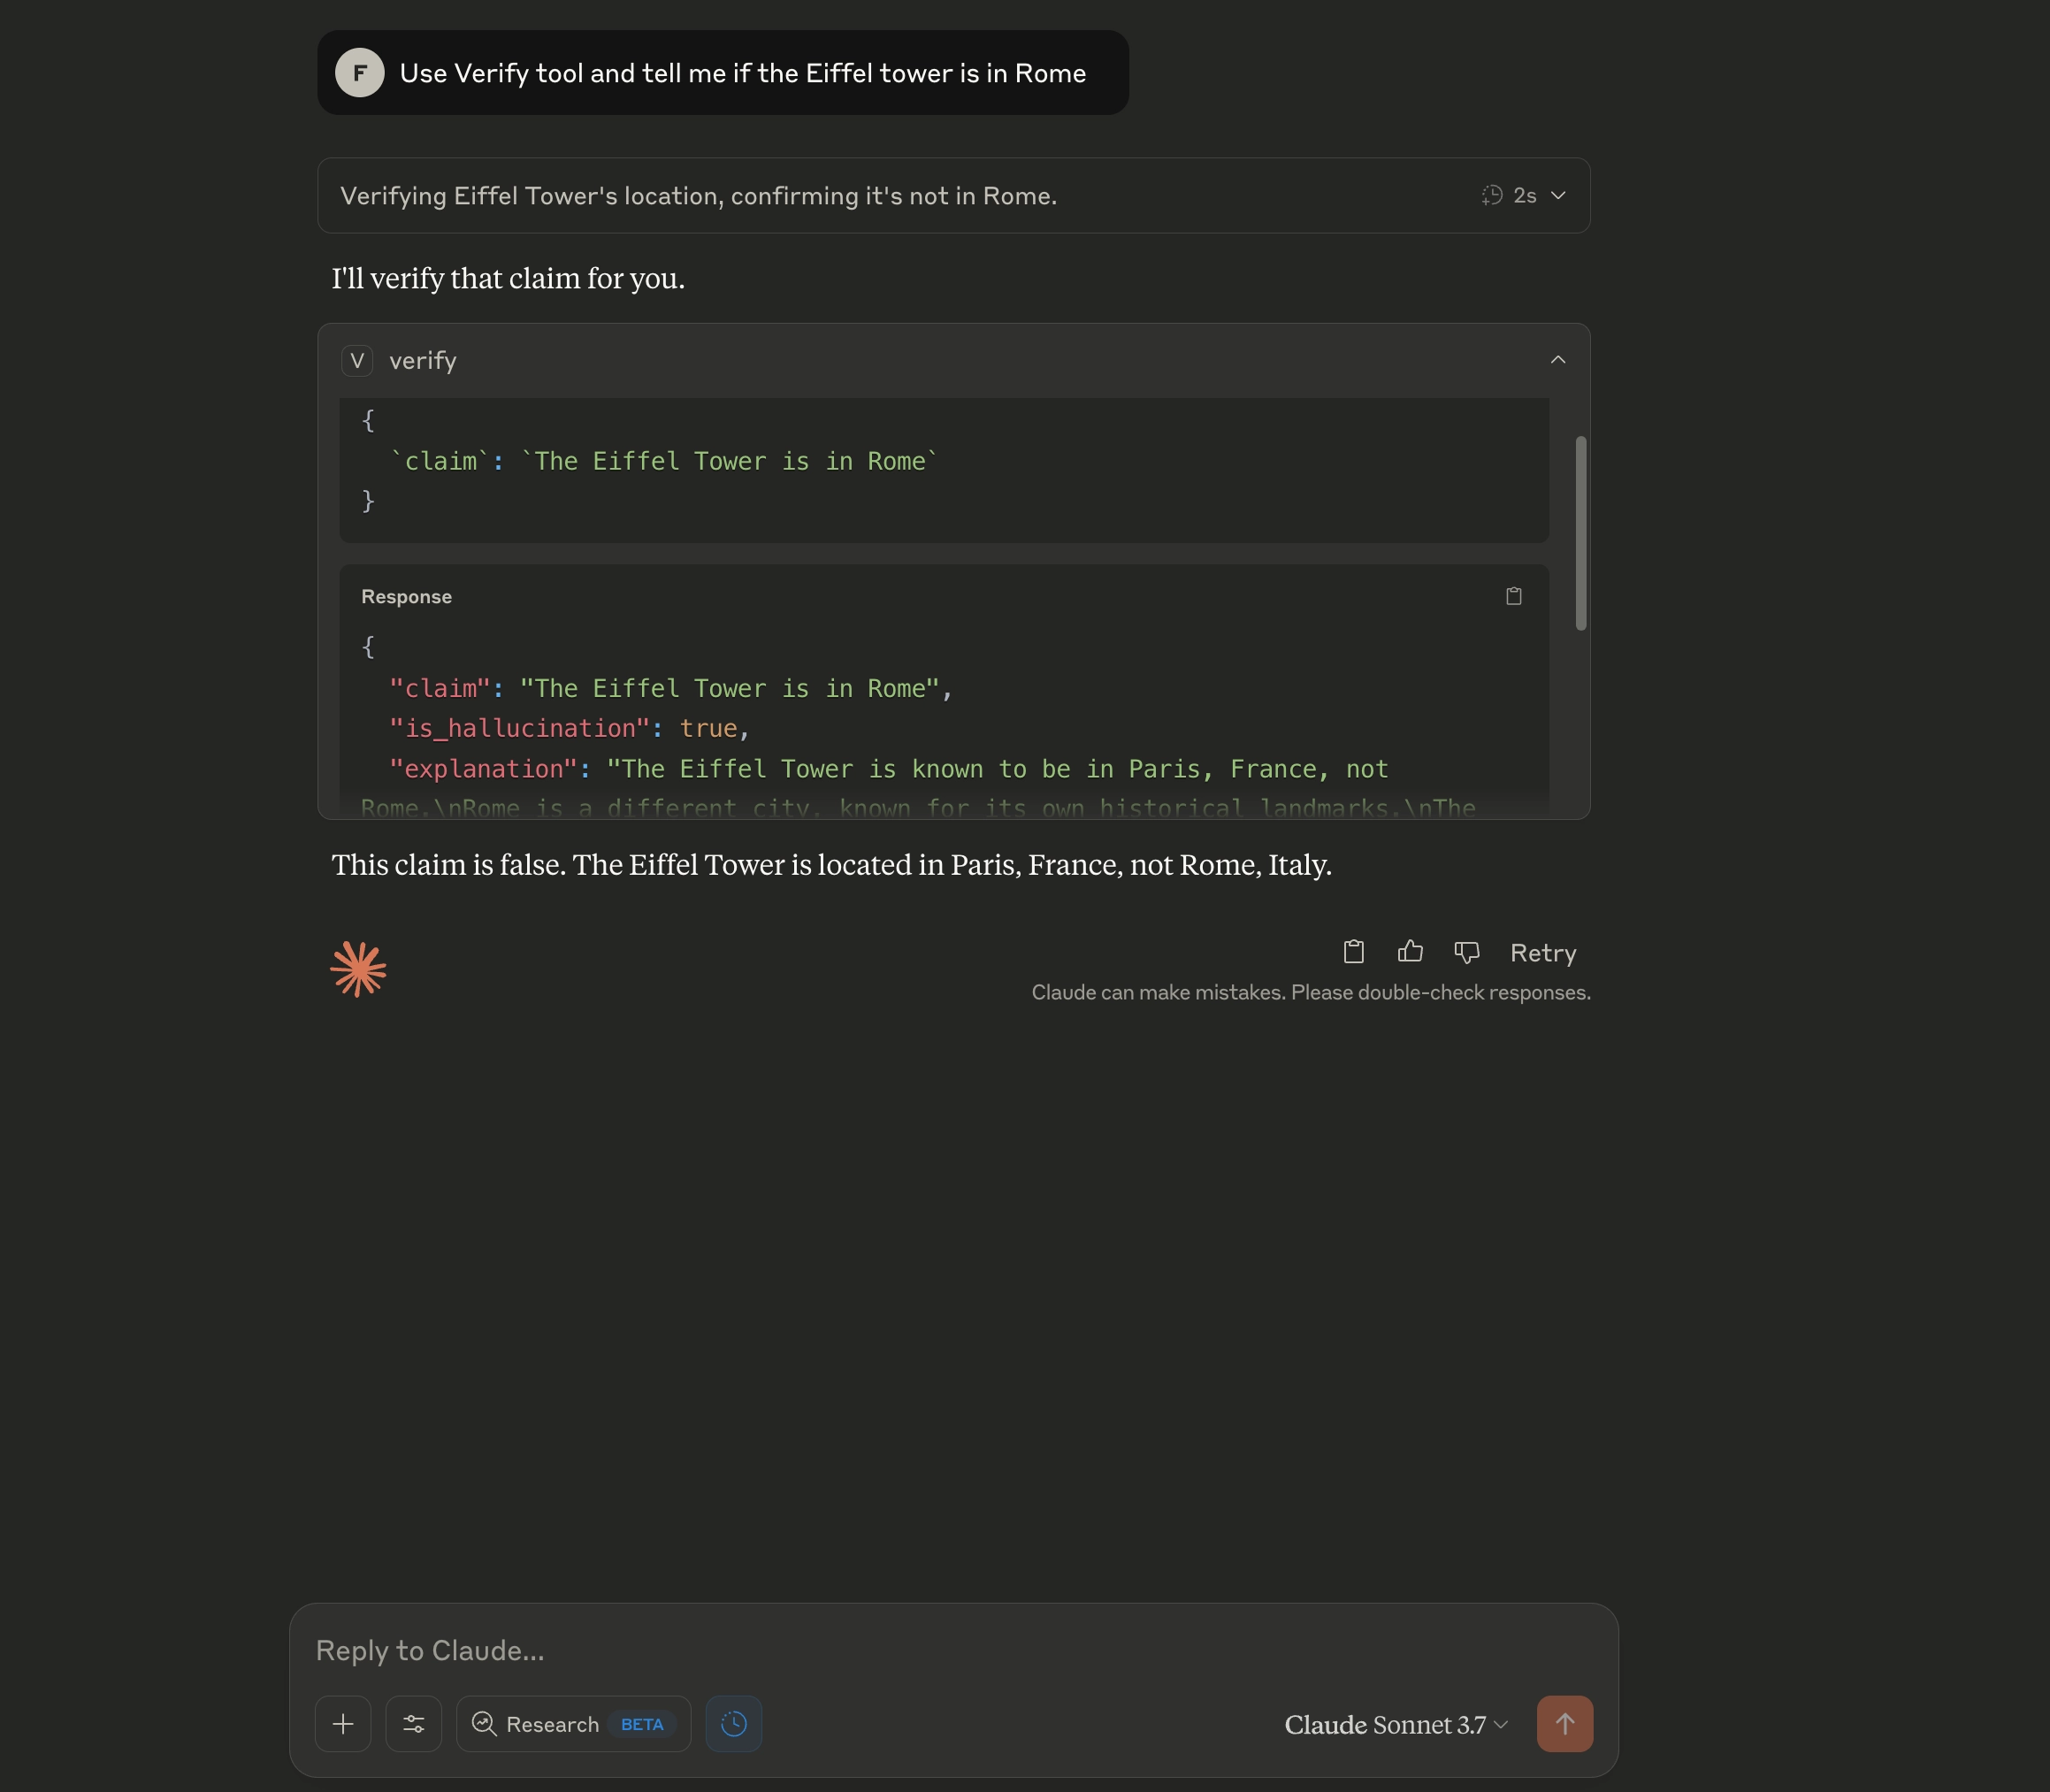 F
Use Verify tool and tell me if the Eiffel tower is in Rome
Verifying Eiffel Tower's location, confirming it's not in Rome.
2s
I'll verify that claim for you.
V
verify
{
`claim`: `The Eiffel Tower is in Rome`
}
Response
{
"claim": "The Eiffel Tower is in Rome",
"is_hallucination": true,
"explanation": "The Eiffel Tower is known to be in Paris, France, not
Rome.\nRome is a different city, known for its own historical landmarks.\nThe
This claim is false. The Eiffel Tower is located in Paris, France, not Rome, Italy.
Retry
Claude can make mistakes. Please double-check responses.
Reply to Claude...
Research BETA
Claude Sonnet 3.7